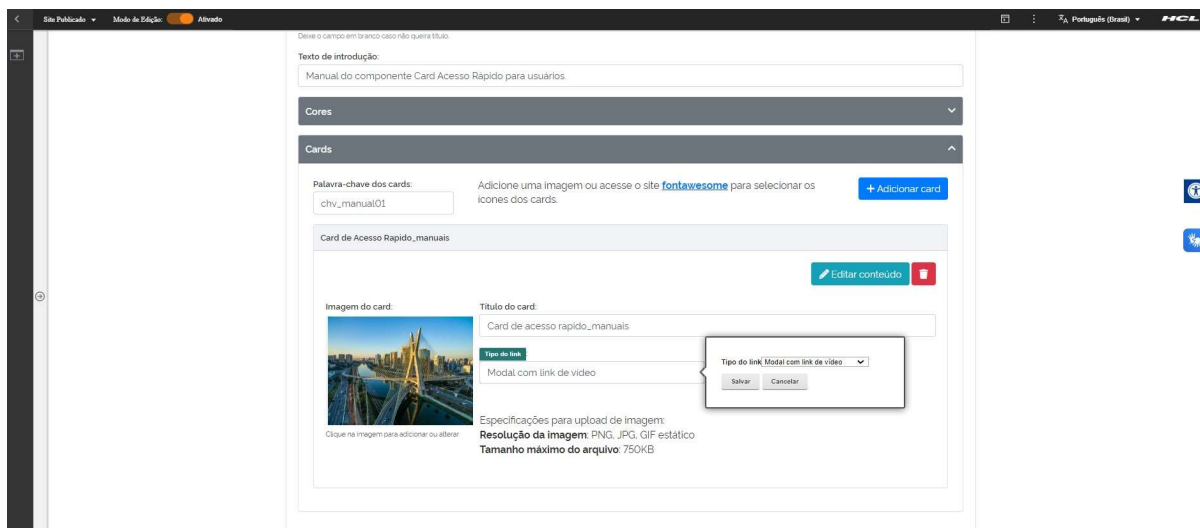 Site Publicado
Modo de Edição: Ativado
Português (Brasil)
HCL
Deixe o campo em branco caso não queira título.
Texto de introdução:
Manual do componente Card Acesso Rápido para usuários.
Cores
Cards
Palavra-chave dos cards:
chv_manual01
Adicione uma imagem ou acesse o site fontawesome para selecionar os
ícones dos cards.
+ Adicionar card
Card de Acesso Rapido_manuais
Editar conteúdo
Imagem do card:
Clique na imagem para adicionar ou alterar
Título do card:
Card de acesso rapido_manuais
Tipo do link
Modal com link de vídeo
Tipo do link Modal com link de vídeo
Salvar Cancelar
Especificações para upload de imagem:
Resolução da imagem: PNG, JPG, GIF estático
Tamanho máximo do arquivo: 750KB